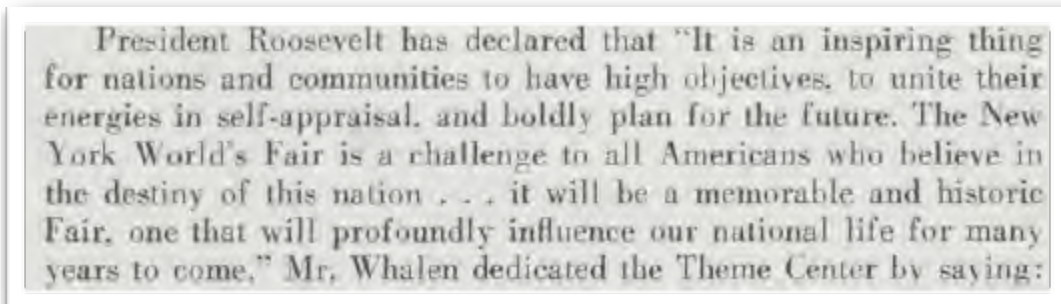 President Roosevelt has declared that "It is an inspiring thing
for nations and communities to have high objectives, to unite their
energies in self-appraisal, and boldly plan for the future. The New
York World's Fair is a challenge to all Americans who believe in
the destiny of this nation . . . it will be a memorable and historic
Fair, one that will profoundly influence our national life for many
years to come." Mr. Whalen dedicated the Theme Center by saying: